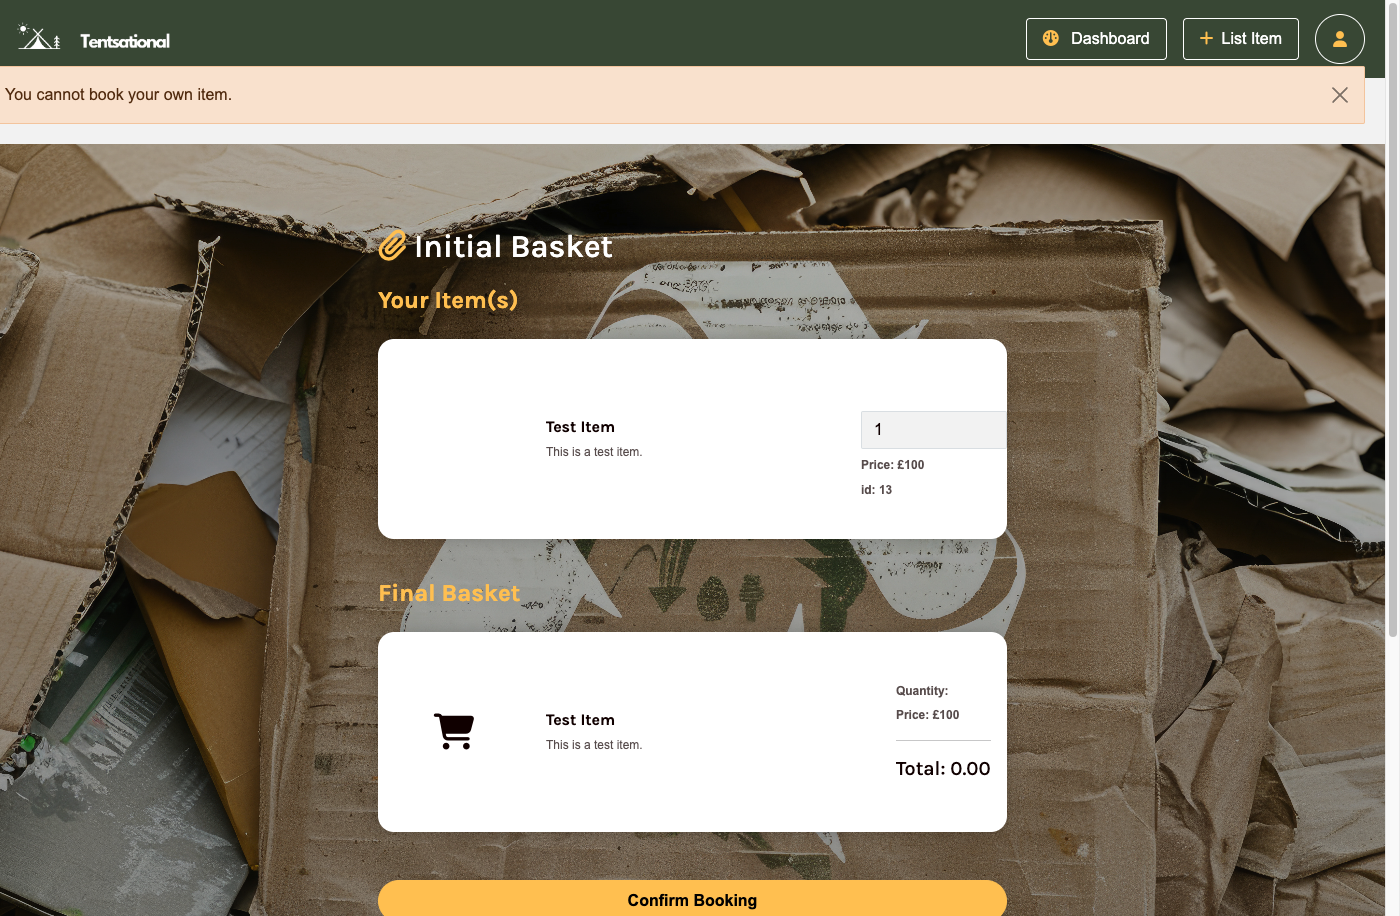 Tentsational
Dashboard
List Item
You cannot book your own item.
Initial Basket
Your Item(s)
Test Item
This is a test item.
1
Price: £100
id: 13
Final Basket
Test Item
This is a test item.
Quantity:
Price: £100
Total: 0.00
Confirm Booking